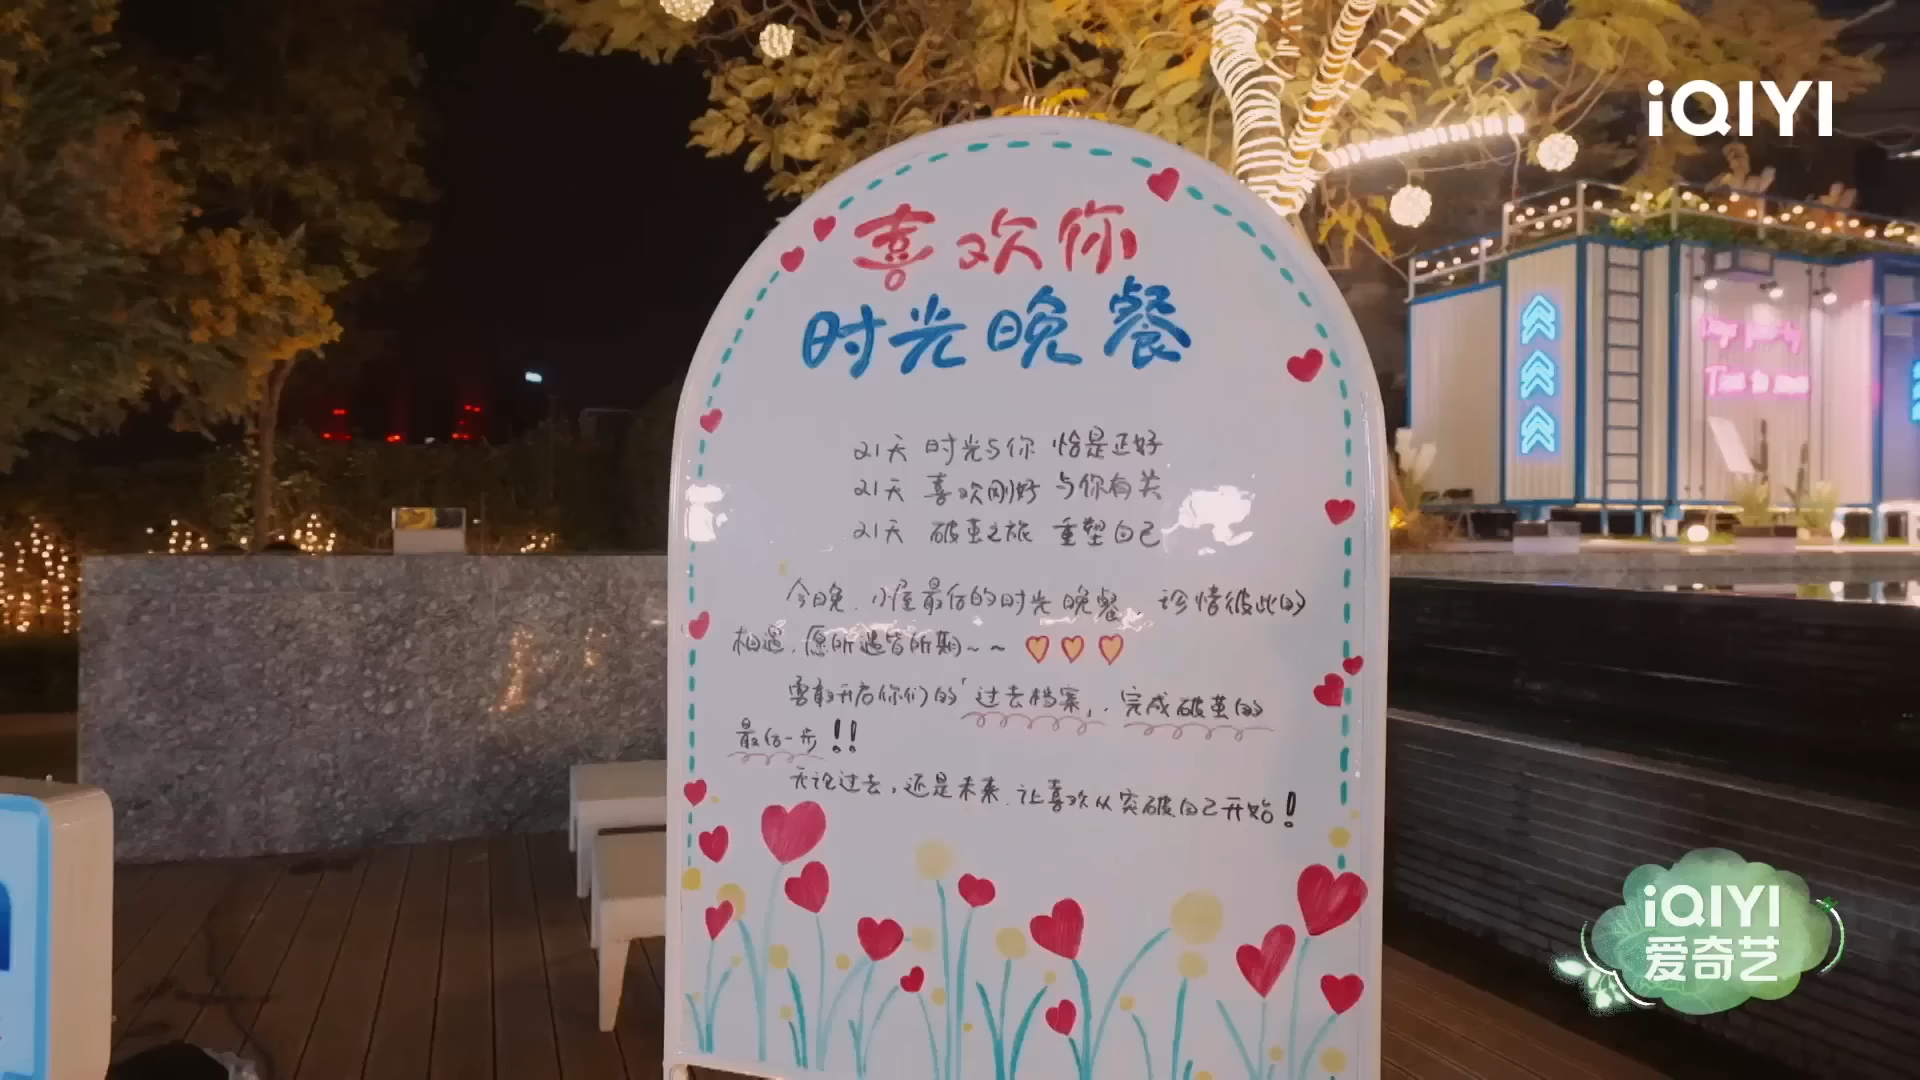 iQIYI
喜欢你
时光晚餐
21天 时光与你 恰是正好
21天 喜欢刚好 与你有关
21天 破茧之旅 重塑自己
今晚，小屋最后的时光晚餐，珍惜彼此的
相遇，愿所遇皆所期~~
勇敢开启你们的“过去档案”，完成破茧的
最后一步!!
无论过去，还是未来，让喜欢从突破自己开始!
iQIYI
爱奇艺